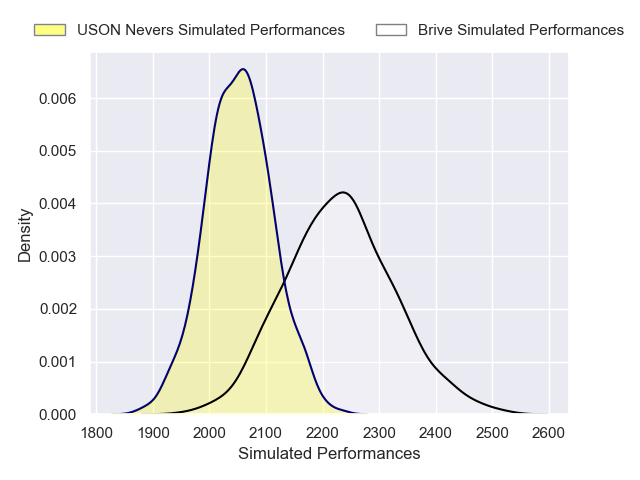 USON Nevers Simulated Performances Brive Simulated Performances
0.006
0.005
0.004
0.003
0.002
0.001
0.000
Density
1800 1900 2000 2100 2200 2300 2400 2500 2600
Simulated Performances